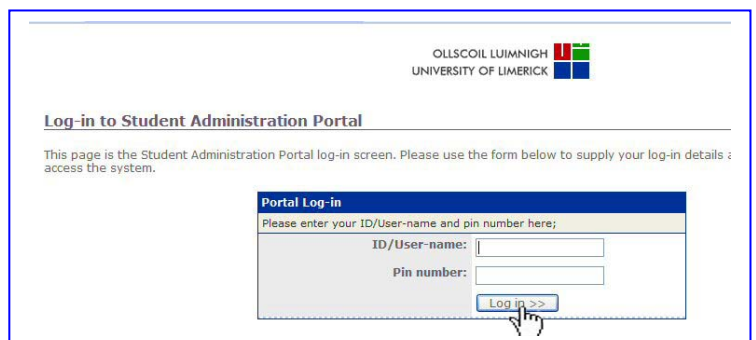 OLLSCOIL LUIMNIGH
UNIVERSITY OF LIMERICK
Log-in to Student Administration Portal
This page is the Student Administration Portal log-in screen. Please use the form below to supply your log-in details
access the system.
Portal Log-in
Please enter your ID/User-name and pin number here;
ID/User-name:
Pin number:
Log in >>